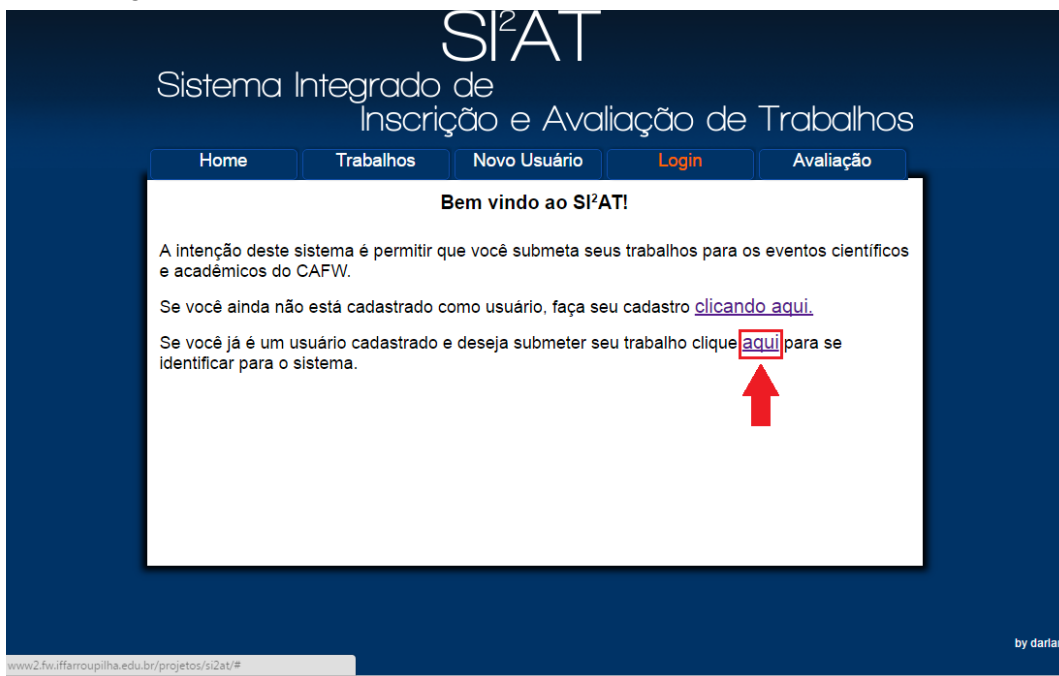 SI²AT
Sistema Integrado de
Inscrição e Avaliação de Trabalhos
Home Trabalhos Novo Usuário Login Avaliação
Bem vindo ao SI²AT!
A intenção deste sistema é permitir que você submeta seus trabalhos para os eventos científicos
e acadêmicos do CAFW.
Se você ainda não está cadastrado como usuário, faça seu cadastro clicando aqui.
Se você já é um usuário cadastrado e deseja submeter seu trabalho clique aqui para se
identificar para o sistema.
by darlan
www2.fw.iffarroupilha.edu.br/projetos/si2at/#